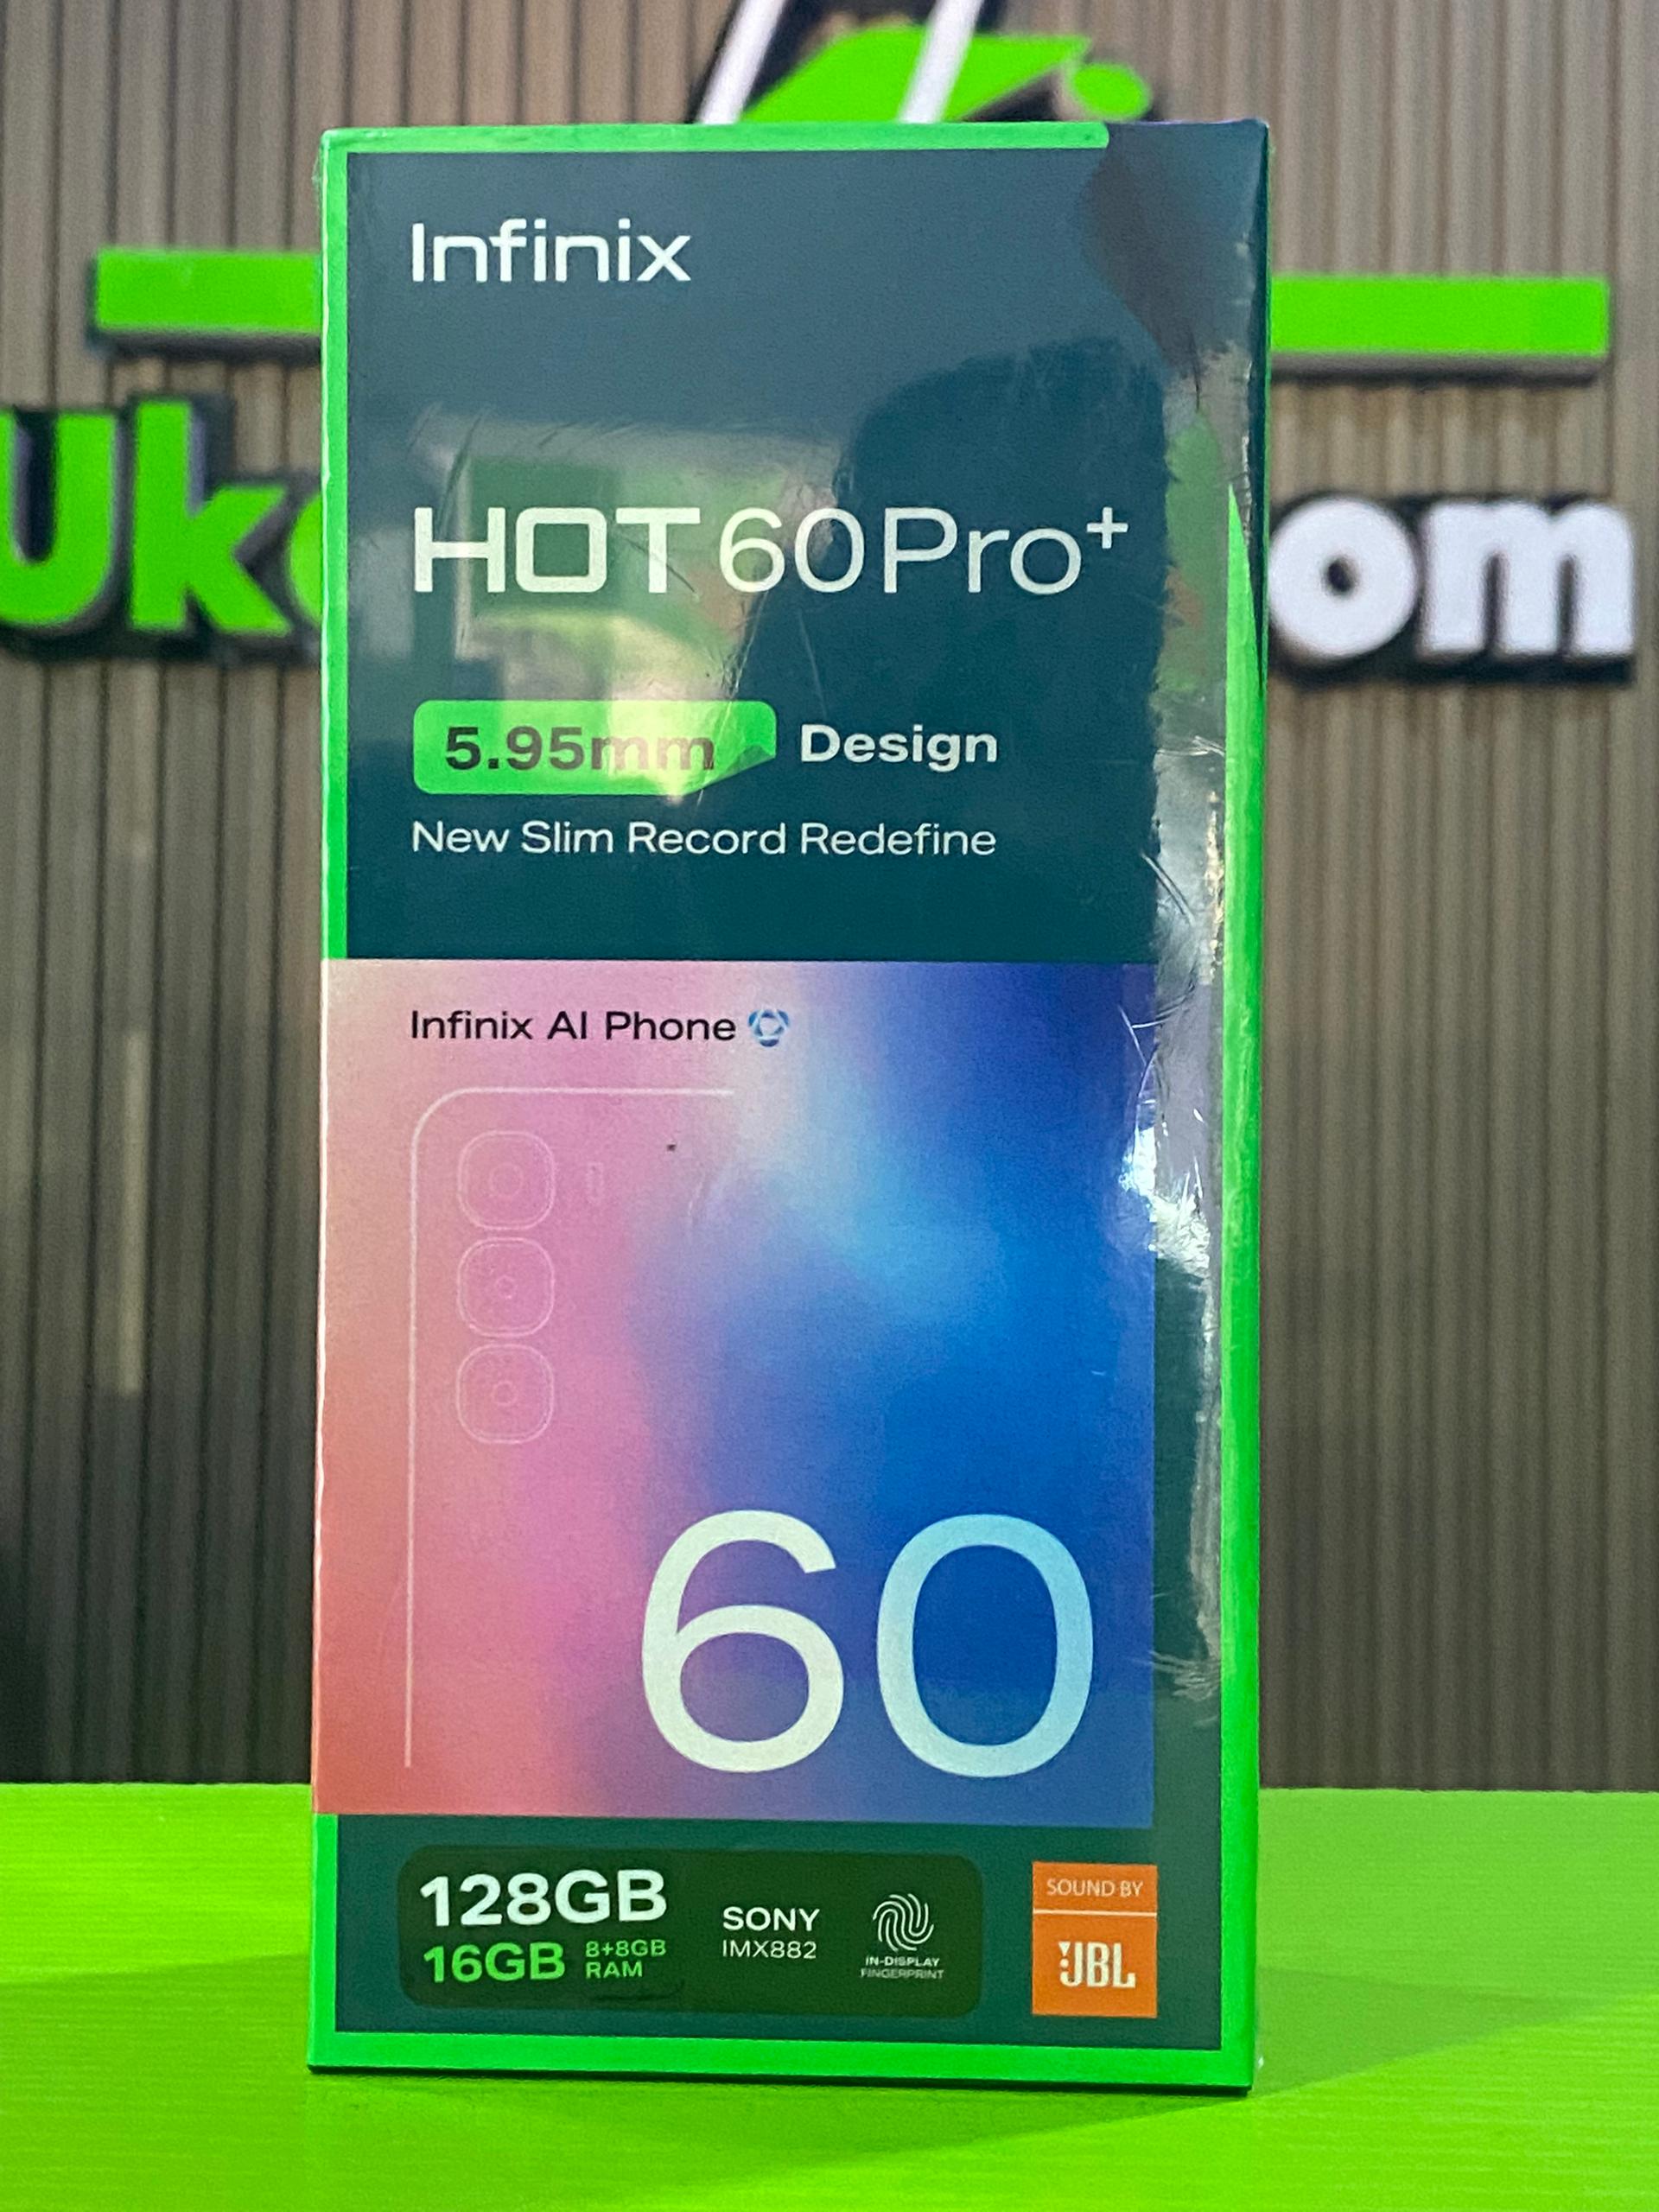 Infinix
Uk
om
HOT 60 Pro+
5.95mm Design
New Slim Record Redefine
Infinix AI Phone
60
128GB
16GB 8+8GB RAM
SONY
IMX882
IN-DISPLAY
FINGERPRINT
SOUND BY
JBL